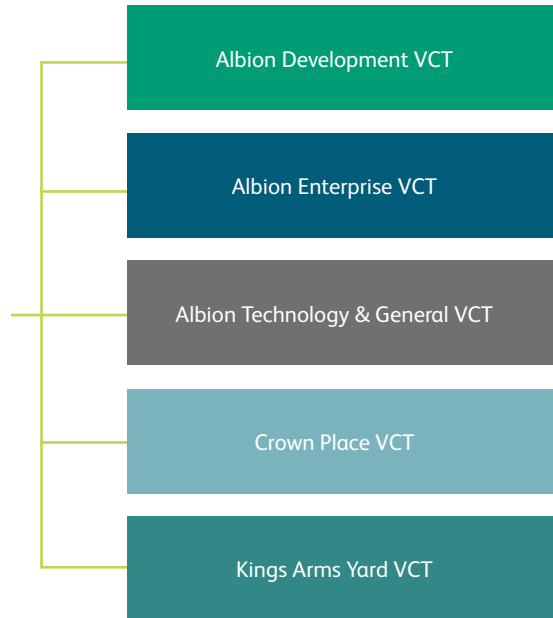 Albion Development VCT
Albion Enterprise VCT
Albion Technology & General VCT
Crown Place VCT
Kings Arms Yard VCT